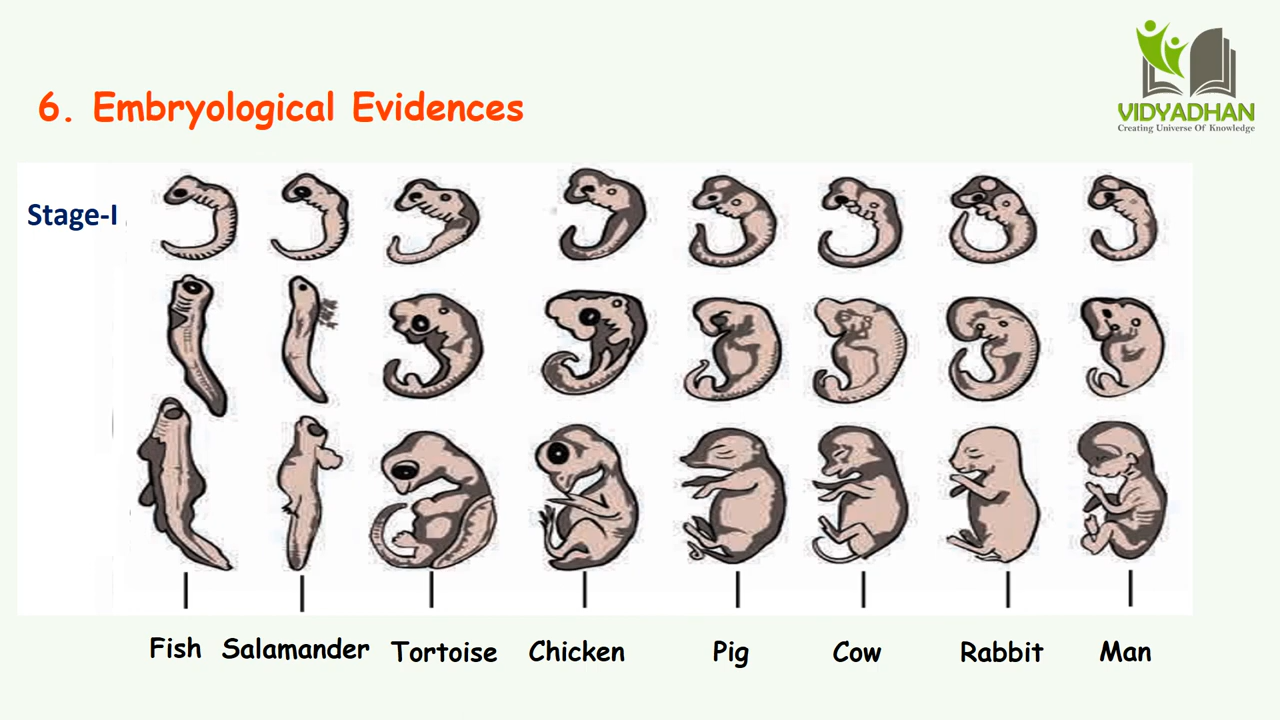 VIDYADHAN
Creating Universe Of Knowledge
6. Embryological Evidences
Stage-I
Fish Salamander Tortoise Chicken Pig Cow Rabbit Man